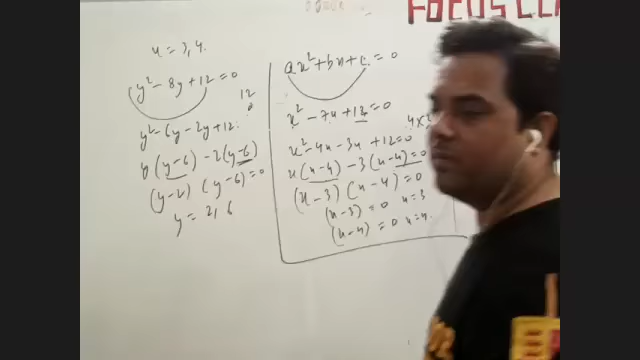 FOCUS CL
x = 3, 4.
y² - 8y + 12 = 0
12
y² - 6y - 2y + 12
y(y-6) - 2(y-6)
(y-2) (y-6) = 0
y = 2, 6
ax² + bx + c = 0
x² - 7x + 12 = 0
4x3
x² - 4x - 3x + 12 = 0
x(x-4) - 3(x-4) = 0
(x-3) (x-4) = 0
(x-3) = 0 x = 3
(x-4) = 0 x = 4.